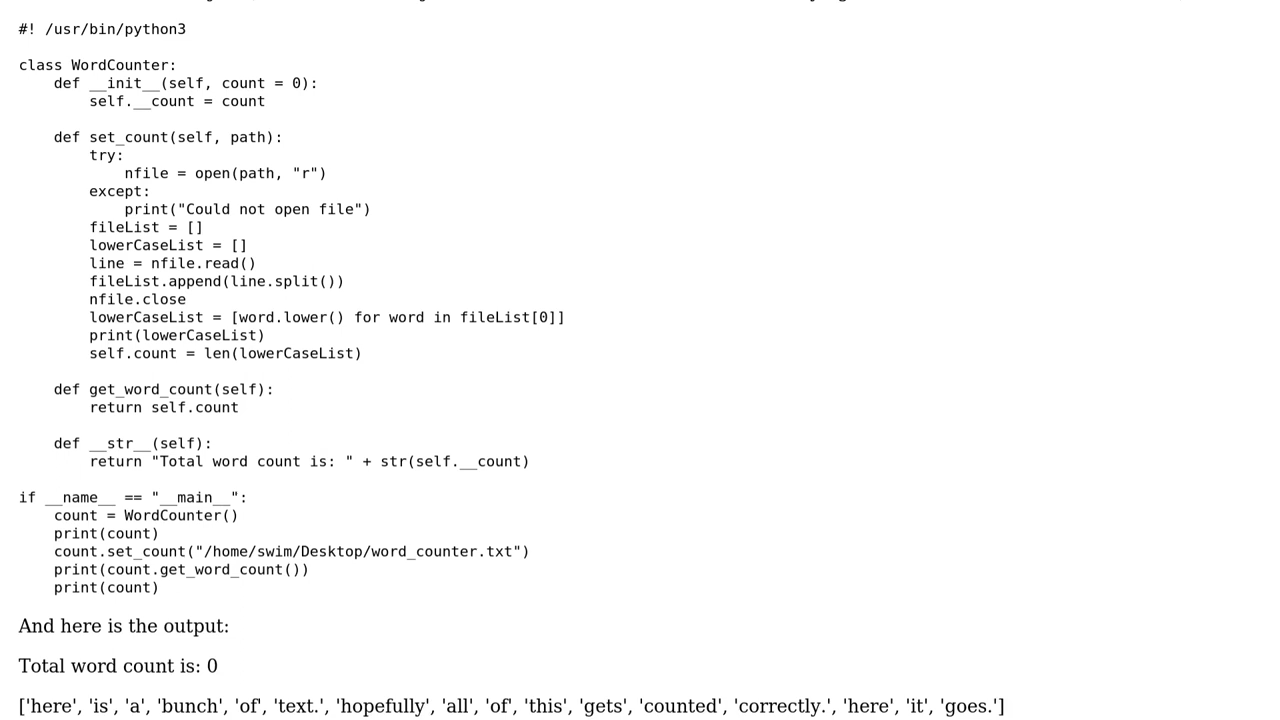 #! /usr/bin/python3
class WordCounter:
    def __init__(self, count = 0):
        self.__count = count
    def set_count(self, path):
        try:
            nfile = open(path, "r")
        except:
            print("Could not open file")
        fileList = []
        lowerCaseList = []
        line = nfile.read()
        fileList.append(line.split())
        nfile.close
        lowerCaseList = [word.lower() for word in fileList[0]]
        print(lowerCaseList)
        self.count = len(lowerCaseList)
    def get_word_count(self):
        return self.count
    def __str__(self):
        return "Total word count is: " + str(self.__count)
if __name__ == "__main__":
    count = WordCounter()
    print(count)
    count.set_count("/home/swim/Desktop/word_counter.txt")
    print(count.get_word_count())
    print(count)
And here is the output:
Total word count is: 0
['here', 'is', 'a', 'bunch', 'of', 'text.', 'hopefully', 'all', 'of', 'this', 'gets', 'counted', 'correctly.', 'here', 'it', 'goes.']